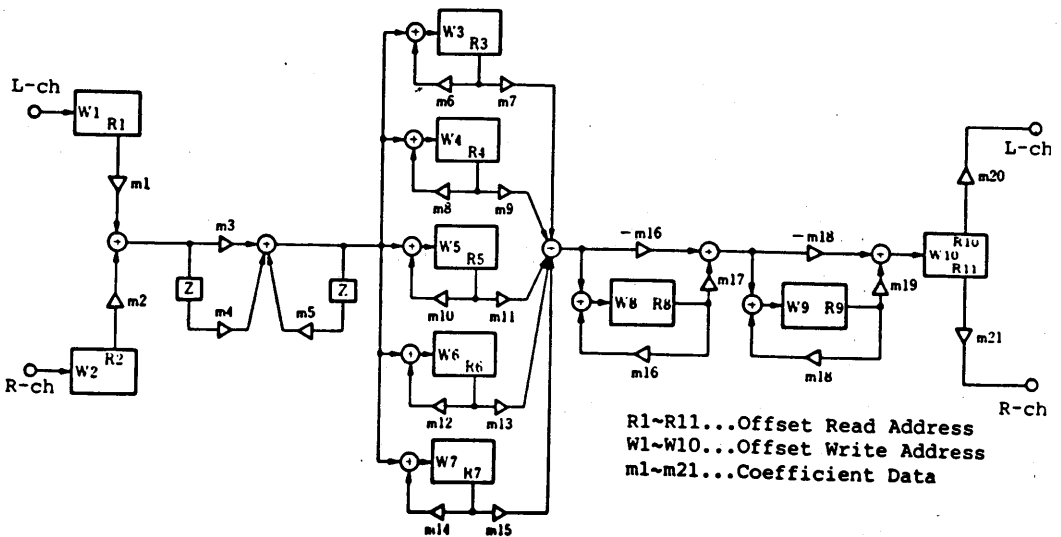 L-ch
W1
R1
m1
m2
R2
W2
R-ch
m3
Z
m4
m5
Z
W3
R3
m6
m7
W4
R4
m8
m9
W5
R5
m10
m11
W6
R6
m12
m13
W7
R7
m14
m15
-m16
m17
W8
R8
m16
-m18
m19
W9
R9
m18
L-ch
m20
R10
W10
R11
m21
R-ch
R1~R11...Offset Read Address
W1~W10...Offset Write Address
m1~m21...Coefficient Data